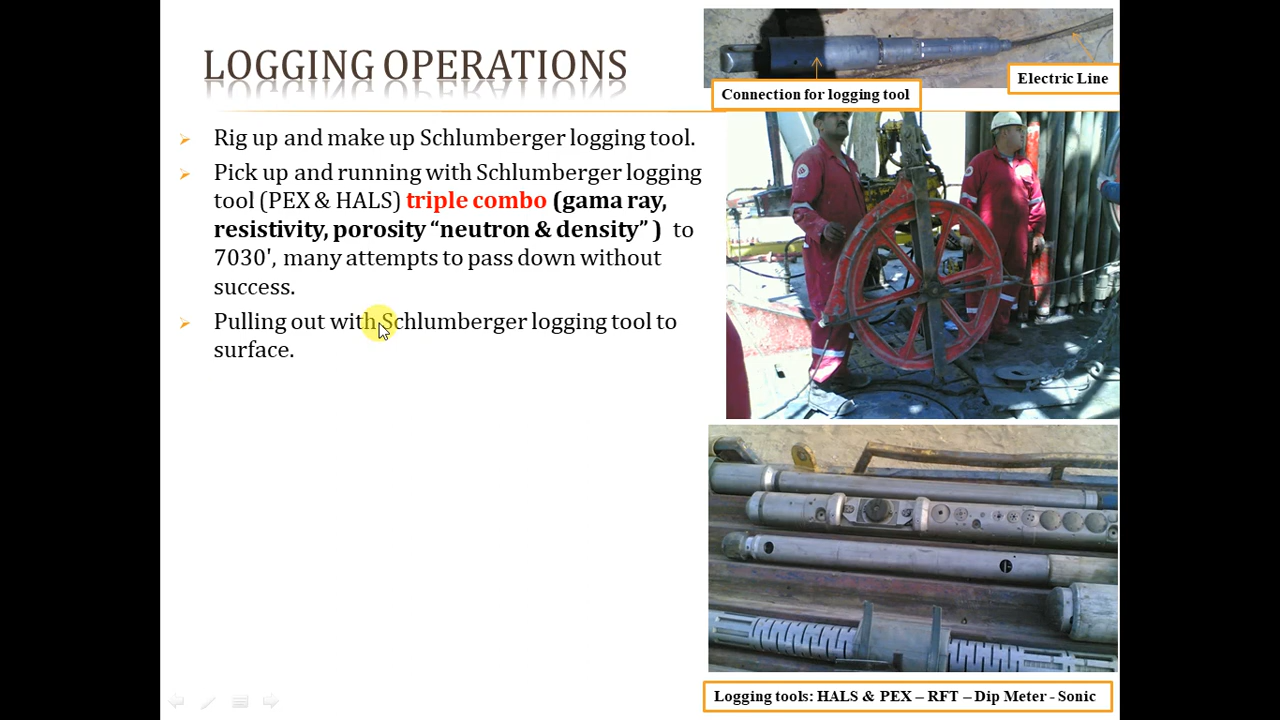 LOGGING OPERATIONS
Connection for logging tool
Electric Line
Rig up and make up Schlumberger logging tool.
Pick up and running with Schlumberger logging
tool (PEX & HALS) triple combo (gama ray,
resistivity, porosity “neutron & density” ) to
7030', many attempts to pass down without
success.
Pulling out with Schlumberger logging tool to
surface.
Logging tools: HALS & PEX – RFT – Dip Meter - Sonic